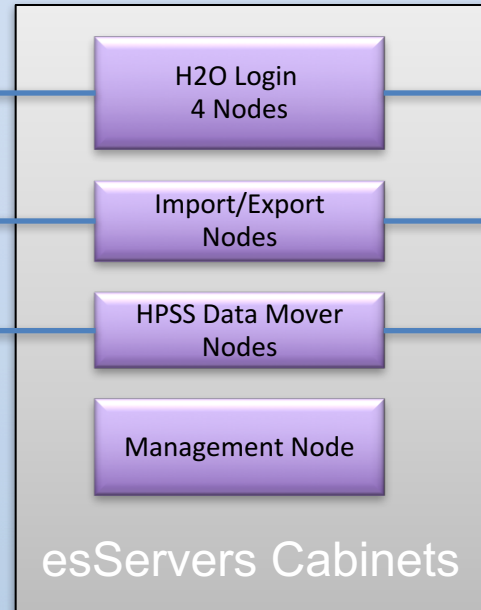 H2O Login
4 Nodes
Import/Export
Nodes
HPSS Data Mover
Nodes
Management Node
esServers Cabinets